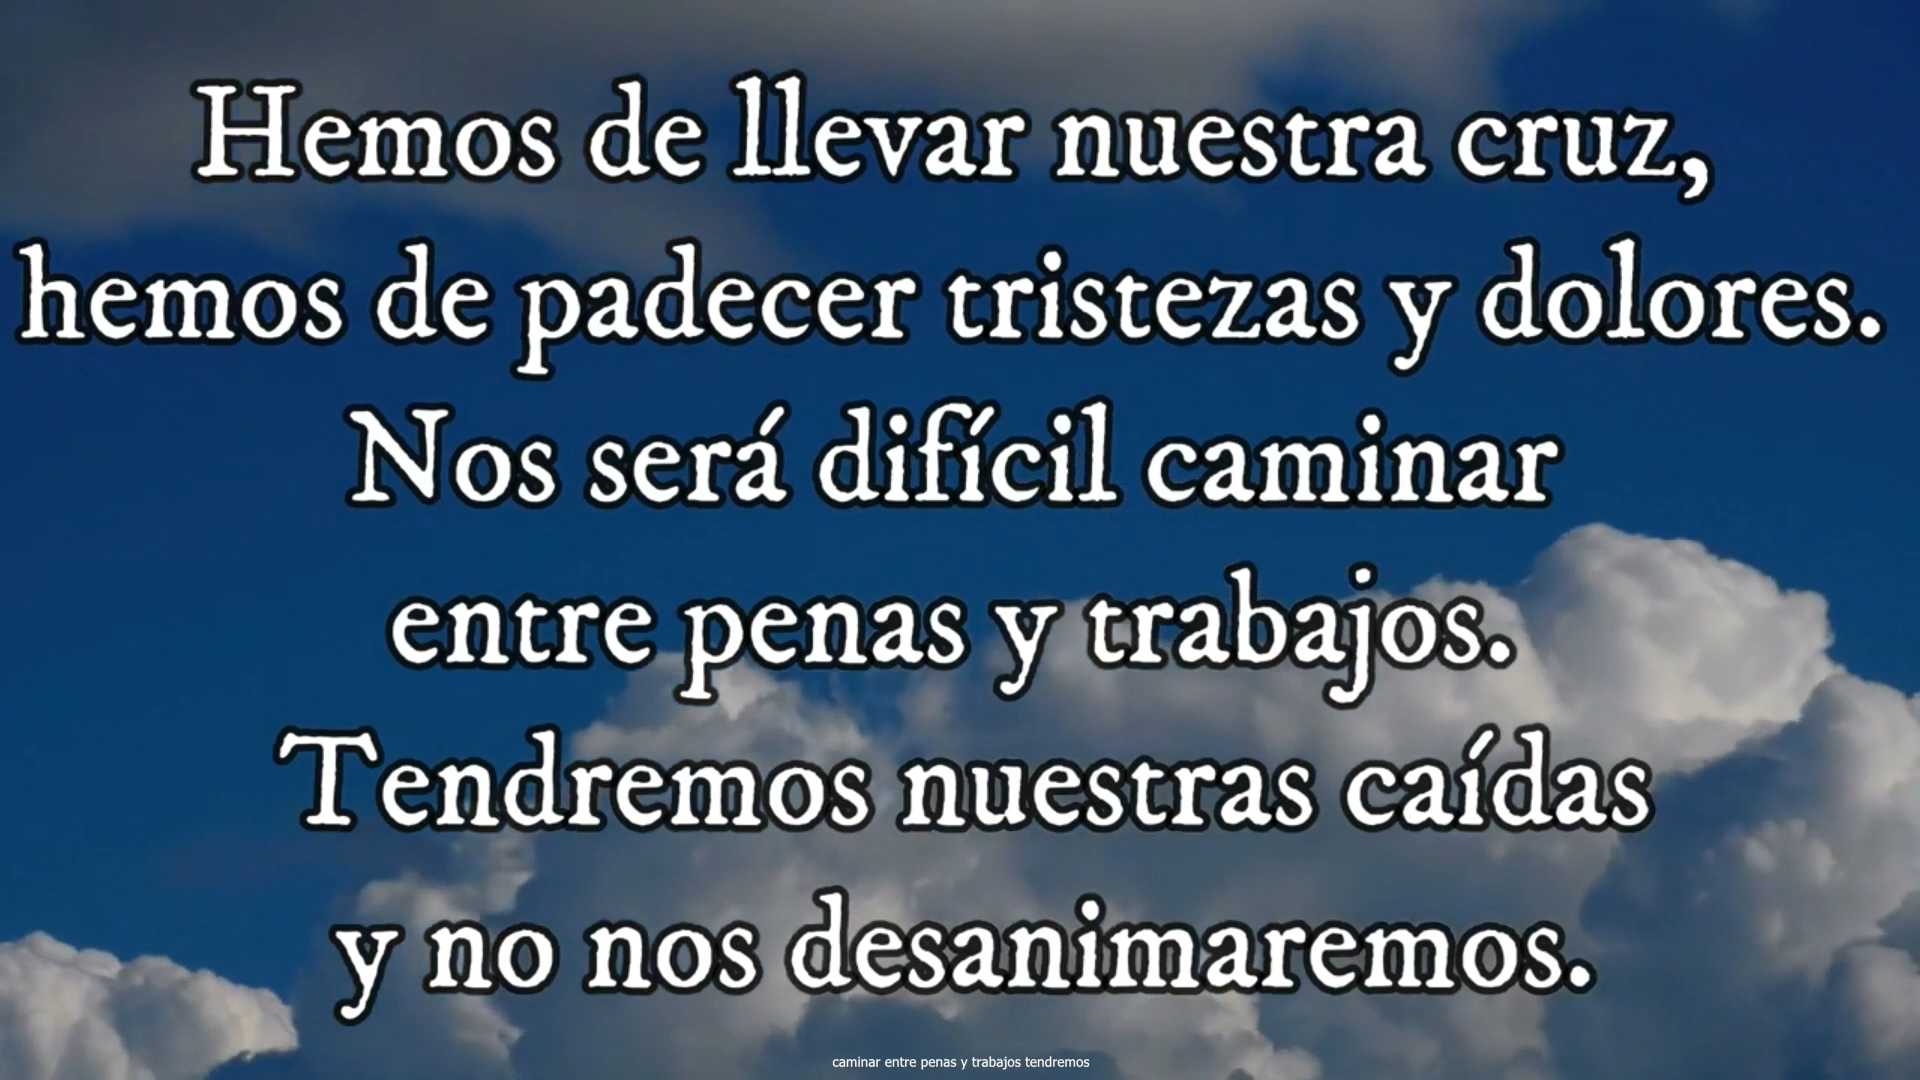 Hemos de llevar nuestra cruz,
hemos de padecer tristezas y dolores.
Nos será difícil caminar
entre penas y trabajos.
Tendremos nuestras caídas
y no nos desanimaremos.
caminar entre penas y trabajos tendremos